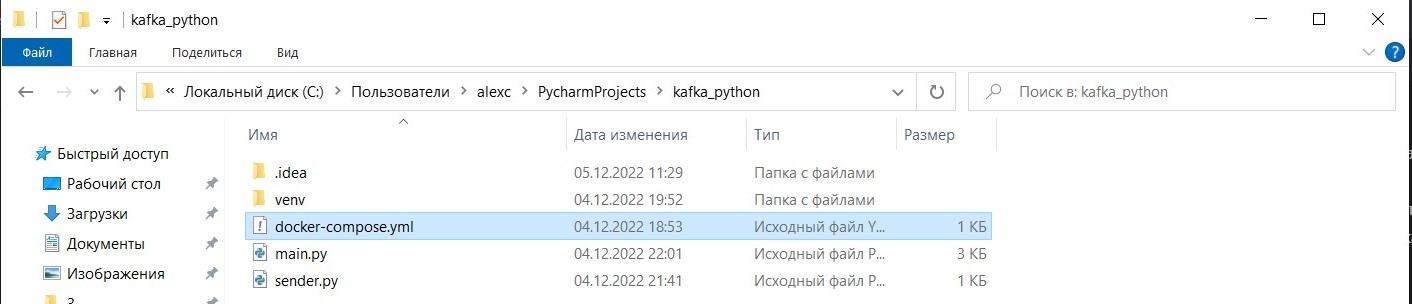 kafka_python
Файл Главная Поделиться Вид
« Локальный диск (C:) > Пользователи > alexc > PycharmProjects > kafka_python Поиск в: kafka_python
Имя Дата изменения Тип Размер
Быстрый доступ
.idea 05.12.2022 11:29 Папка с файлами
Рабочий стол
venv 04.12.2022 19:52 Папка с файлами
Загрузки
docker-compose.yml 04.12.2022 18:53 Исходный файл Y... 1 КБ
Документы
main.py 04.12.2022 22:01 Исходный файл P... 3 КБ
Изображения
sender.py 04.12.2022 21:41 Исходный файл P... 1 КБ